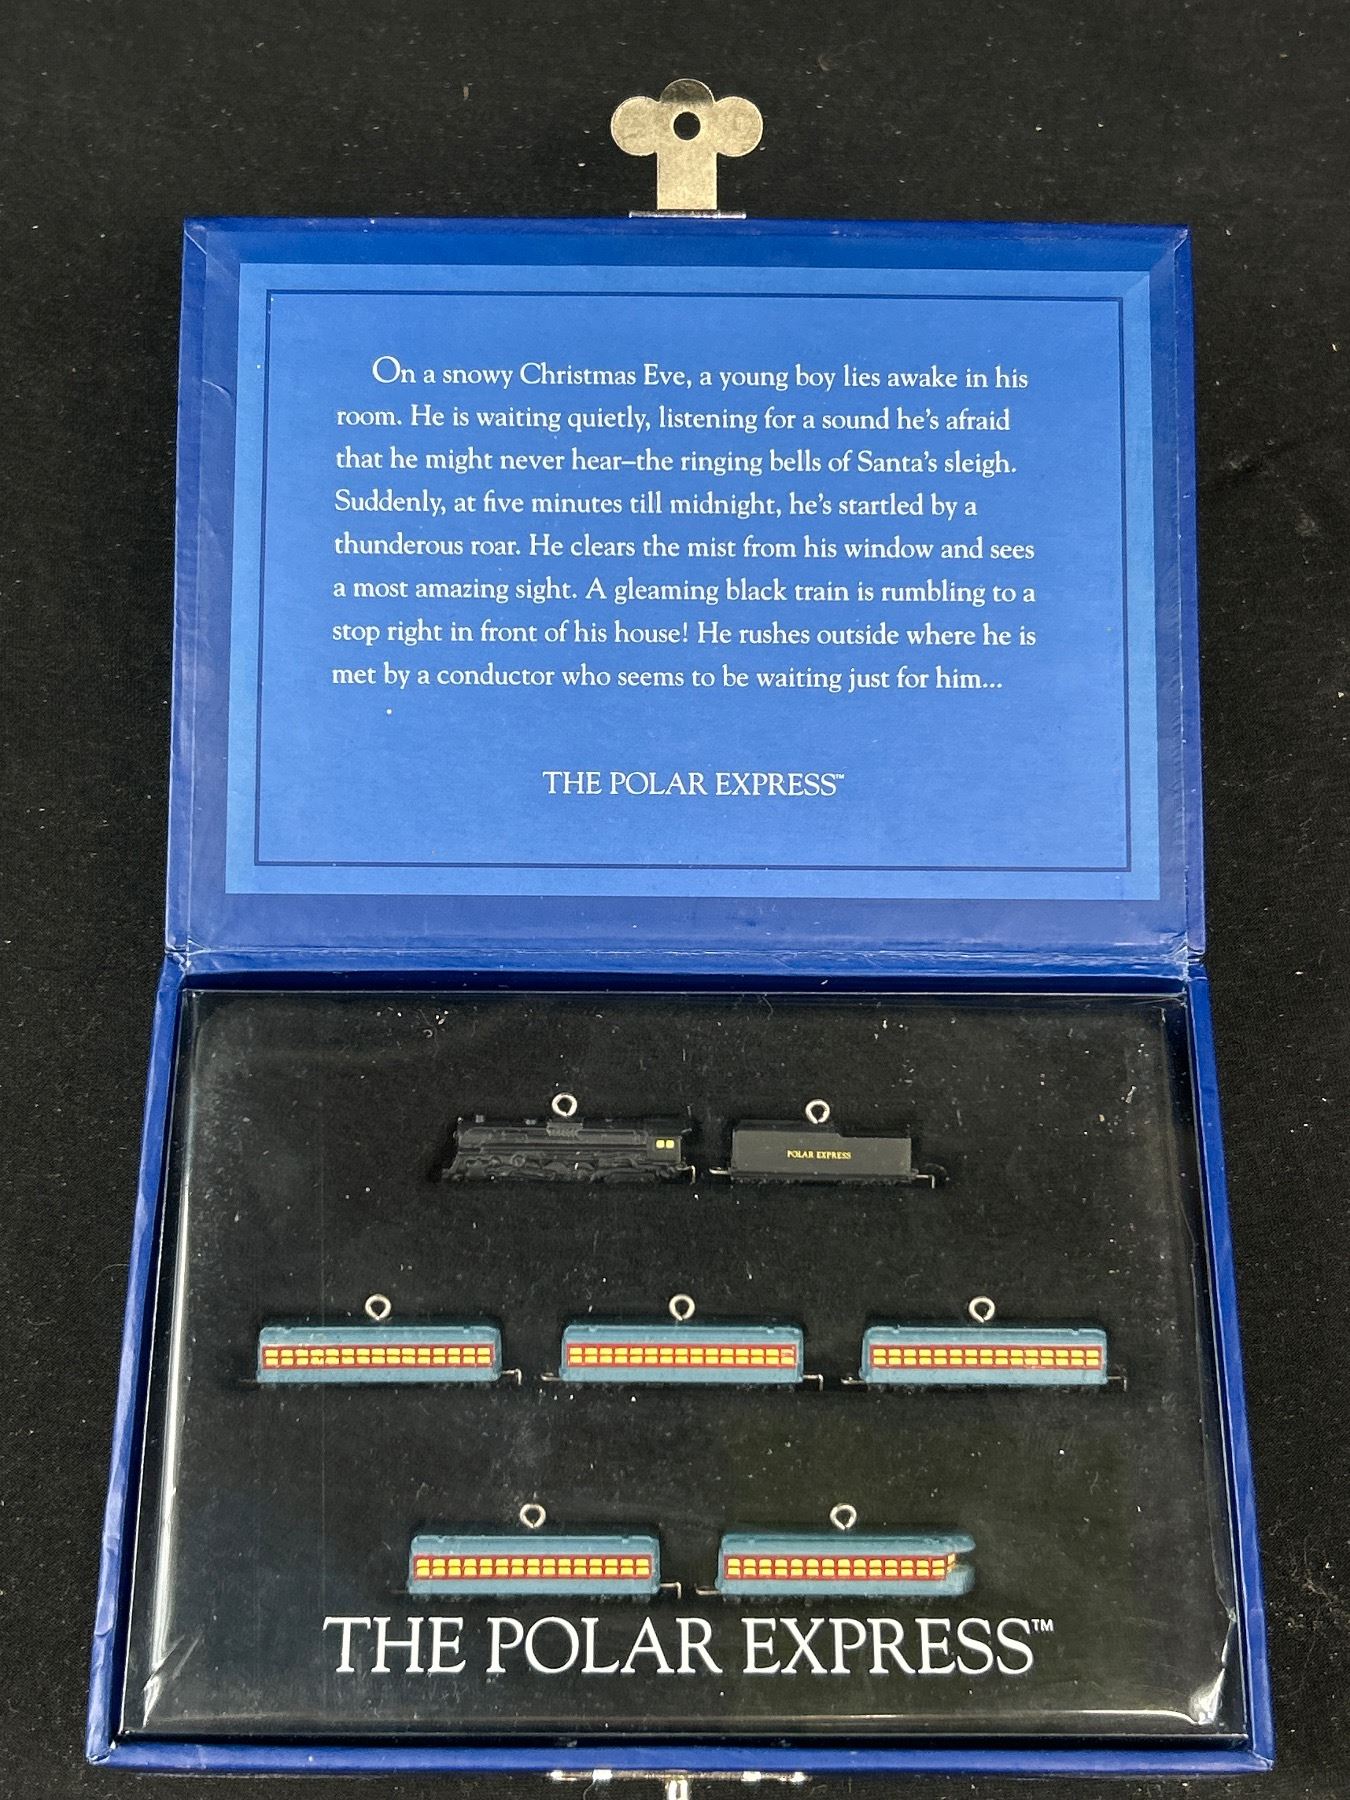 On a snowy Christmas Eve, a young boy lies awake in his
room. He is waiting quietly, listening for a sound he's afraid
that he might never hear–the ringing bells of Santa's sleigh.
Suddenly, at five minutes till midnight, he's startled by a
thunderous roar. He clears the mist from his window and sees
a most amazing sight. A gleaming black train is rumbling to a
stop right in front of his house! He rushes outside where he is
met by a conductor who seems to be waiting just for him...
THE POLAR EXPRESS™
POLAR EXPRESS
THE POLAR EXPRESS™